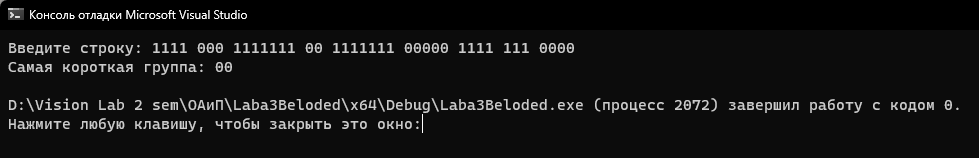 Консоль отладки Microsoft Visual Studio
Введите строку: 1111 000 1111111 00 1111111 00000 1111 111 0000
Самая короткая группа: 00
D:\Vision Lab 2 sem\ОАиП\Laba3Beloded\x64\Debug\Laba3Beloded.exe (процесс 2072) завершил работу с кодом 0.
Нажмите любую клавишу, чтобы закрыть это окно: